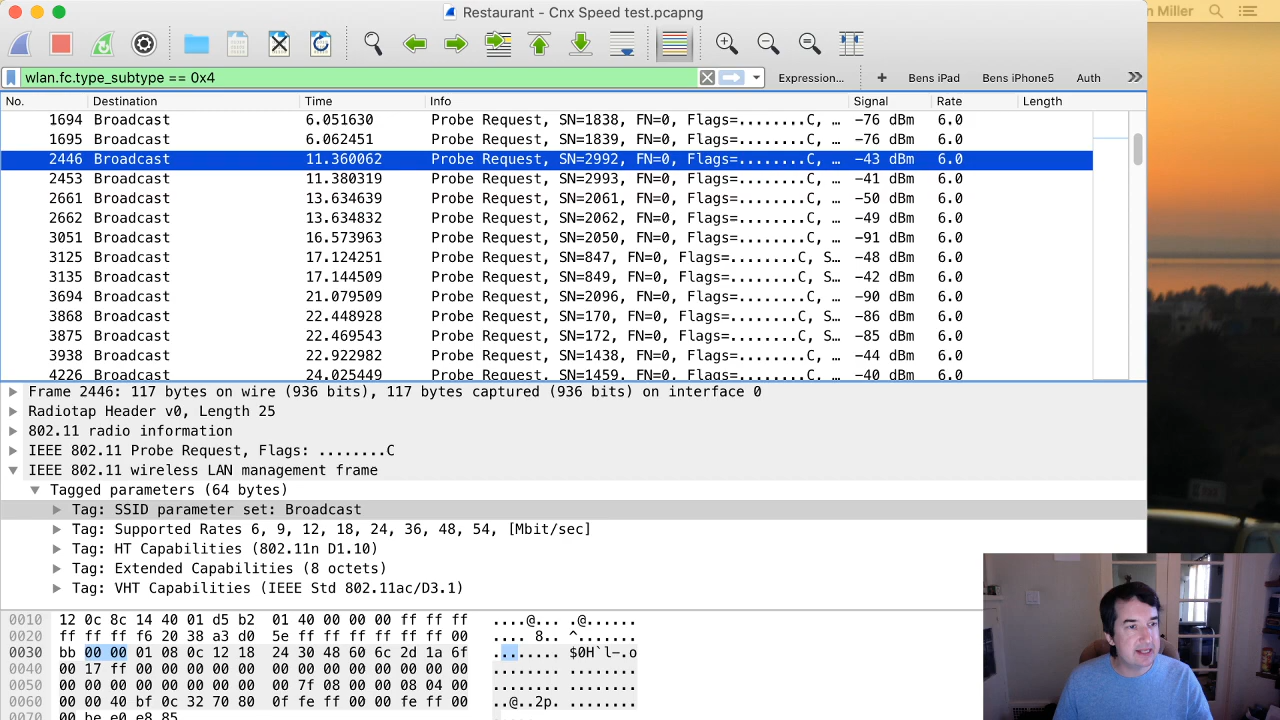 Restaurant - Cnx Speed test.pcapng
n Miller
wlan.fc.type_subtype == 0x4
Expression...
+
Bens iPad
Bens iPhone5
Auth
No. Destination Time Info Signal Rate Length
1694 Broadcast 6.051630 Probe Request, SN=1838, FN=0, Flags=........C, … -76 dBm 6.0
1695 Broadcast 6.062451 Probe Request, SN=1839, FN=0, Flags=........C, … -76 dBm 6.0
2446 Broadcast 11.360062 Probe Request, SN=2992, FN=0, Flags=........C, … -43 dBm 6.0
2453 Broadcast 11.380319 Probe Request, SN=2993, FN=0, Flags=........C, … -41 dBm 6.0
2661 Broadcast 13.634639 Probe Request, SN=2061, FN=0, Flags=........C, … -50 dBm 6.0
2662 Broadcast 13.634832 Probe Request, SN=2062, FN=0, Flags=........C, … -49 dBm 6.0
3051 Broadcast 16.573963 Probe Request, SN=2050, FN=0, Flags=........C, … -91 dBm 6.0
3125 Broadcast 17.124251 Probe Request, SN=847, FN=0, Flags=........C, S… -48 dBm 6.0
3135 Broadcast 17.144509 Probe Request, SN=849, FN=0, Flags=........C, S… -42 dBm 6.0
3694 Broadcast 21.079509 Probe Request, SN=2096, FN=0, Flags=........C, … -90 dBm 6.0
3868 Broadcast 22.448928 Probe Request, SN=170, FN=0, Flags=........C, S… -86 dBm 6.0
3875 Broadcast 22.469543 Probe Request, SN=172, FN=0, Flags=........C, S… -85 dBm 6.0
3938 Broadcast 22.922982 Probe Request, SN=1438, FN=0, Flags=........C, … -44 dBm 6.0
4226 Broadcast 24.025449 Probe Request, SN=1459, FN=0, Flags=........C, … -40 dBm 6.0
Frame 2446: 117 bytes on wire (936 bits), 117 bytes captured (936 bits) on interface 0
Radiotap Header v0, Length 25
802.11 radio information
IEEE 802.11 Probe Request, Flags: ........C
IEEE 802.11 wireless LAN management frame
Tagged parameters (64 bytes)
Tag: SSID parameter set: Broadcast
Tag: Supported Rates 6, 9, 12, 18, 24, 36, 48, 54, [Mbit/sec]
Tag: HT Capabilities (802.11n D1.10)
Tag: Extended Capabilities (8 octets)
Tag: VHT Capabilities (IEEE Std 802.11ac/D3.1)
0010 12 0c 8c 14 40 01 d5 b2 01 40 00 00 00 ff ff ff ....@... .@......
0020 ff ff ff f6 20 38 a3 d0 5e ff ff ff ff ff ff 00 .... 8.. ^.......
0030 bb 00 00 01 08 0c 12 18 24 30 48 60 6c 2d 1a 6f ........ $0H`l-.o
0040 00 17 ff 00 00 00 00 00 00 00 00 00 00 00 00 00 ........ ........
0050 00 00 00 00 00 00 00 00 00 7f 08 00 00 08 04 00 ........ ........
0060 00 00 40 bf 0c 32 70 80 0f fe ff 00 00 fe ff 00 ..@..2p. ........